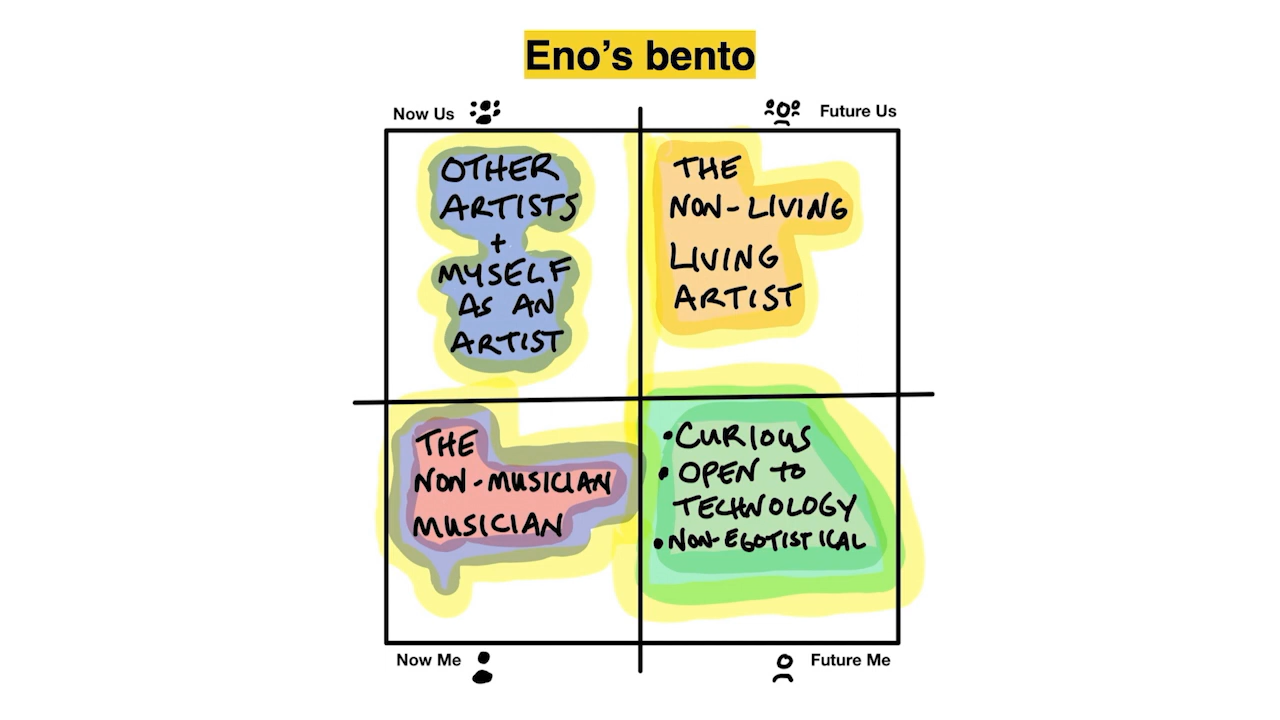 Eno's bento
Now Us
Future Us
OTHER
ARTISTS
+
MYSELF
AS AN
ARTIST
THE
NON-LIVING
LIVING
ARTIST
THE
NON-MUSICIAN
MUSICIAN
• CURIOUS
• OPEN TO
TECHNOLOGY
• NON-EGOTISTICAL
Now Me
Future Me